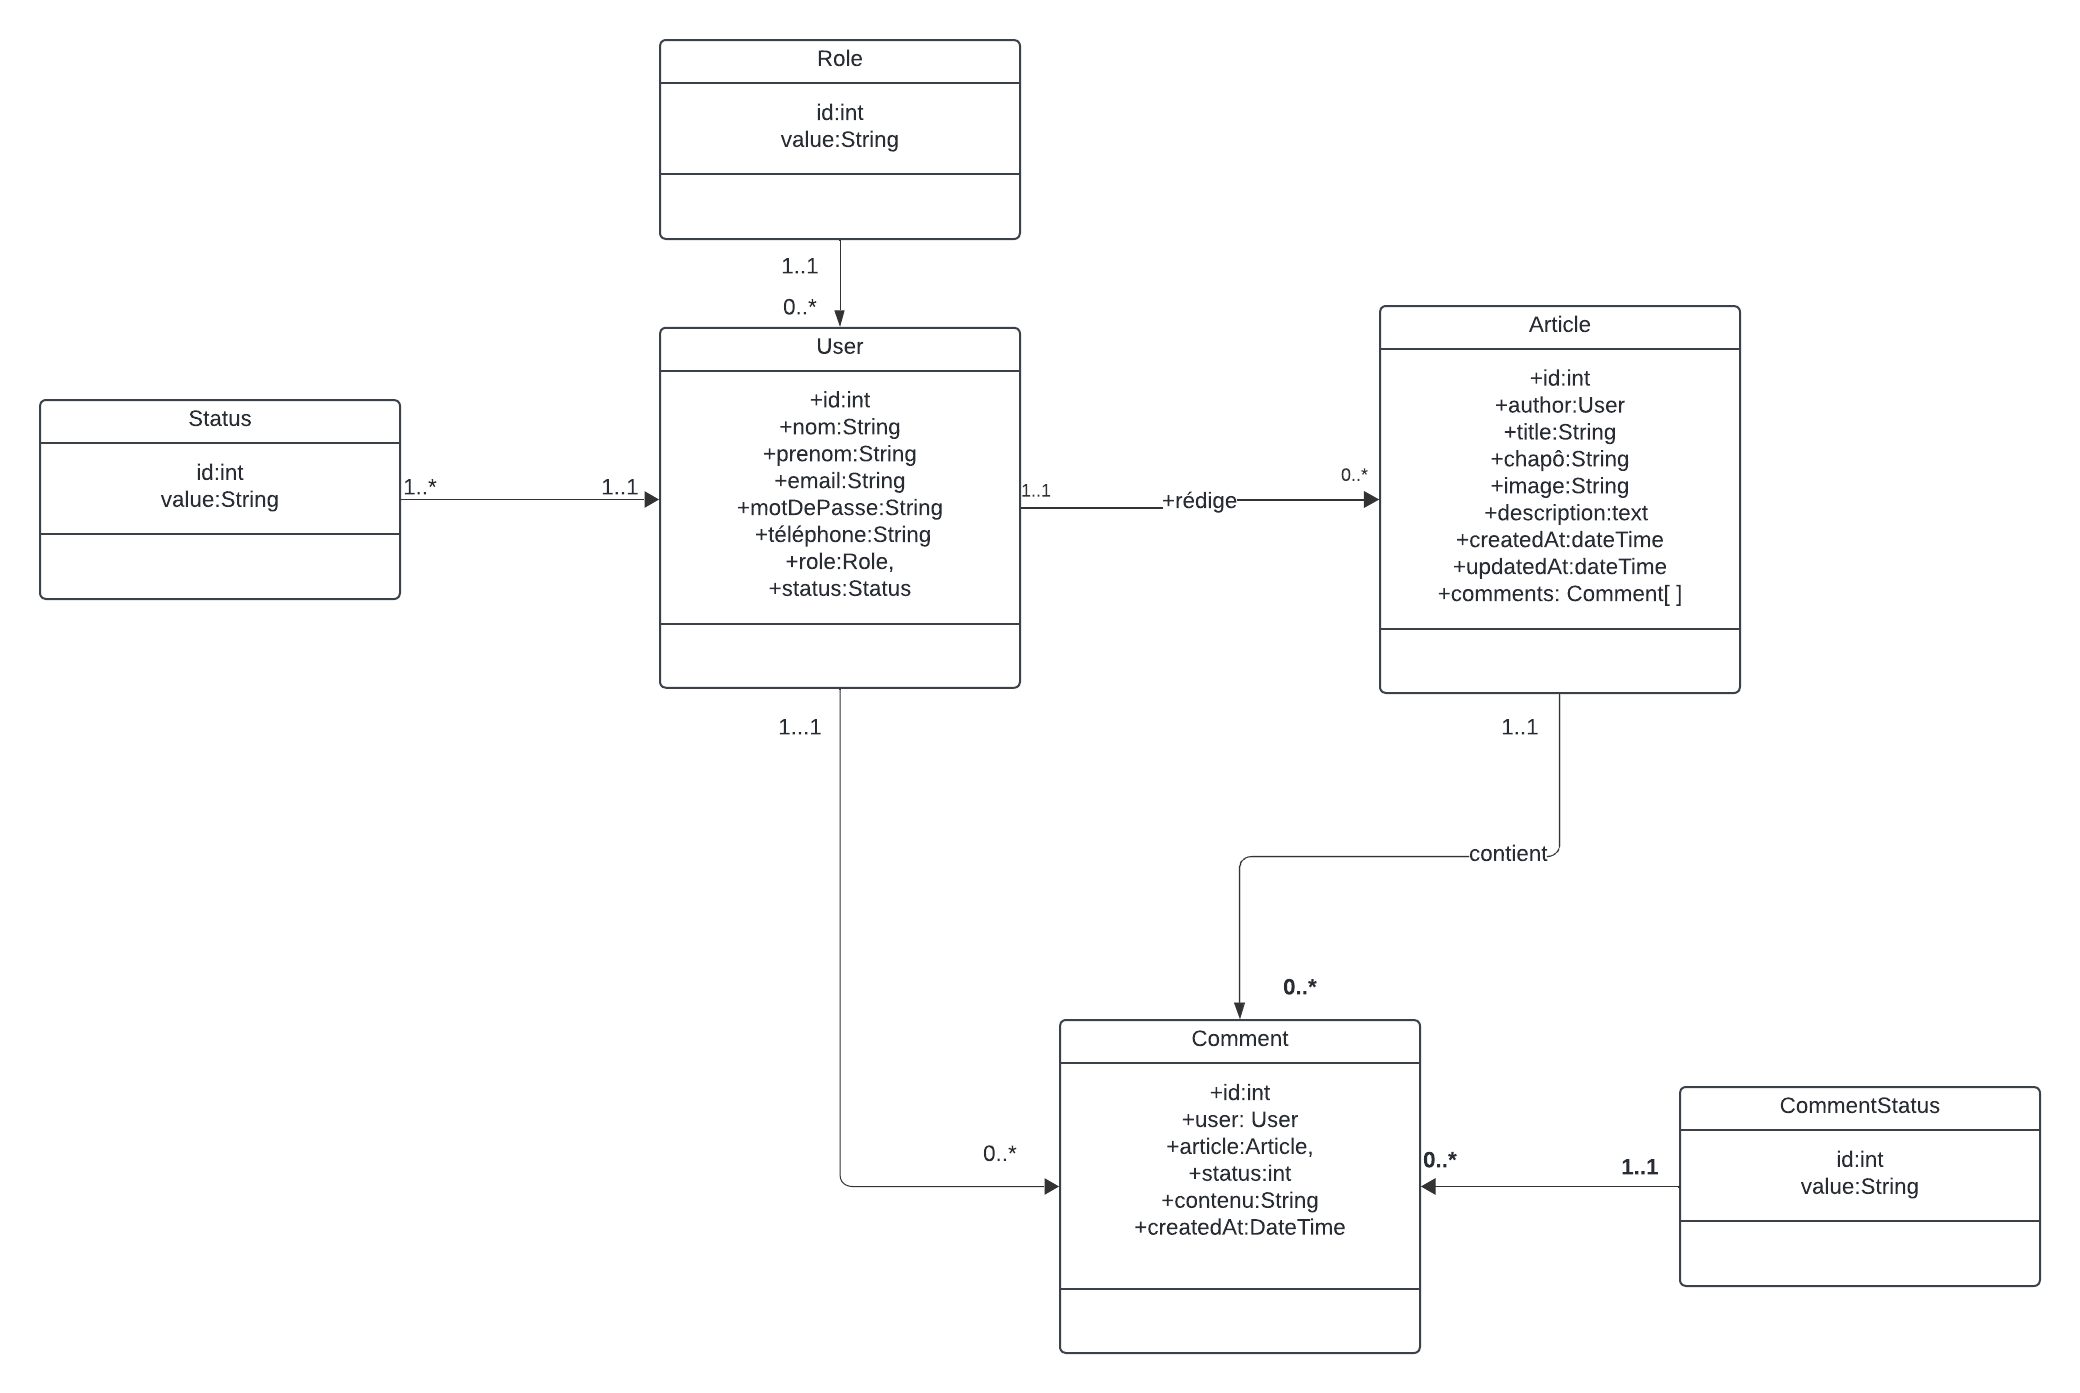 Role
id:int
value:String
1..1
0..*
User
+id:int
+nom:String
+prenom:String
+email:String
+motDePasse:String
+téléphone:String
+role:Role,
+status:Status
Status
id:int
value:String
1..*
1..1
1..1
+rédige
0..*
Article
+id:int
+author:User
+title:String
+chapô:String
+image:String
+description:text
+createdAt:dateTime
+updatedAt:dateTime
+comments: Comment[ ]
1...1
0..*
1..1
contient
0..*
Comment
+id:int
+user: User
+article:Article,
+status:int
+contenu:String
+createdAt:DateTime
0..*
1..1
CommentStatus
id:int
value:String